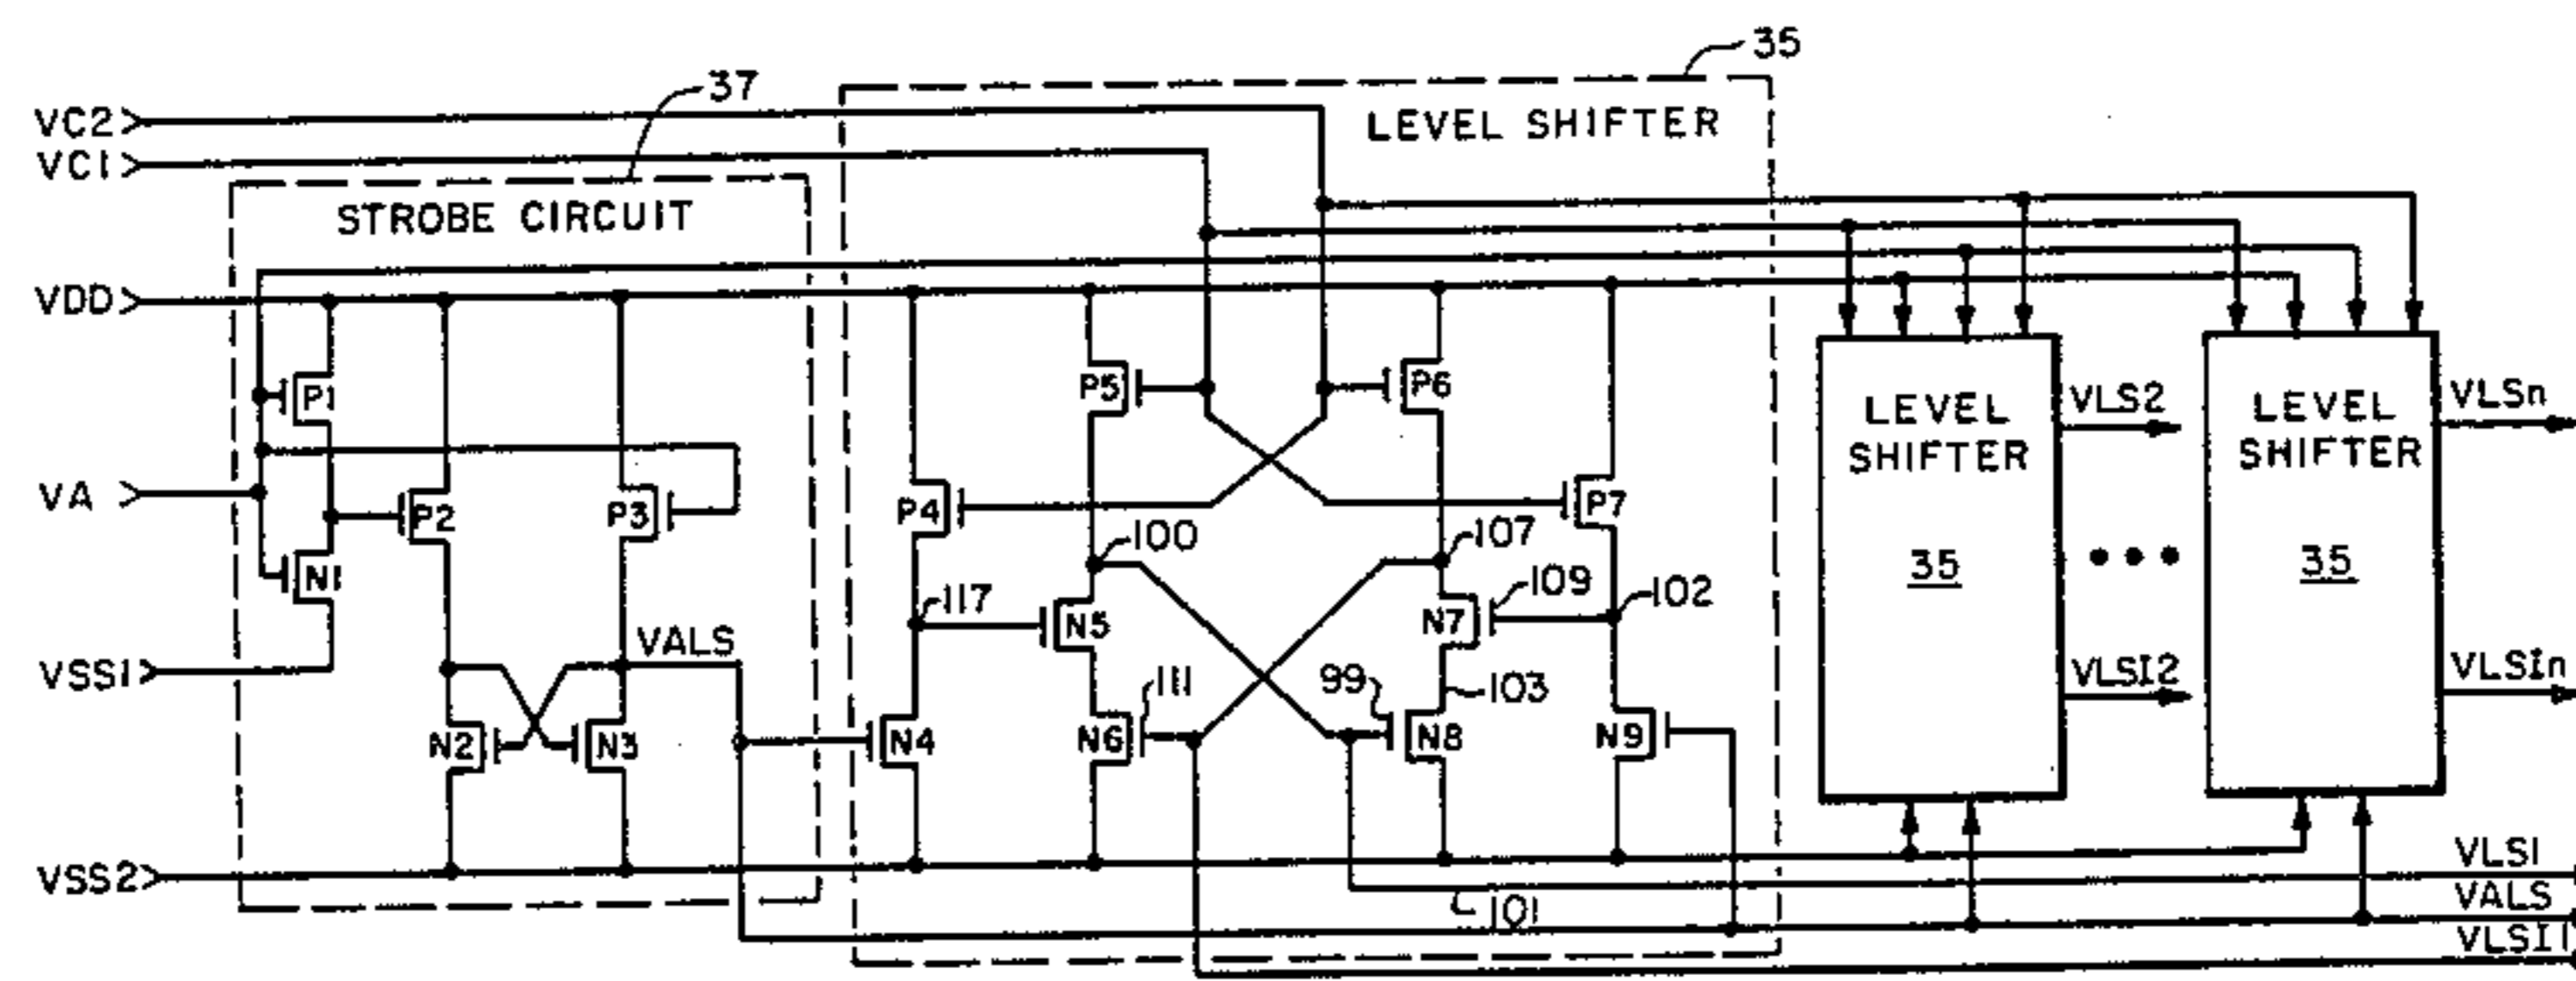 35
37
VC2
LEVEL SHIFTER
VC1
STROBE CIRCUIT
VDD
P1
P5
P6
LEVEL
SHIFTER
35
VLS2
LEVEL
SHIFTER
35
VLSn
VA
P2
P3
P4
P7
100
107
N1
117
N5
N7
109
102
VSS1
VALS
111
99
103
VLSI2
VLSIn
N2
N3
N4
N6
N8
N9
VSS2
VLS1
101
VALS
VLSI1